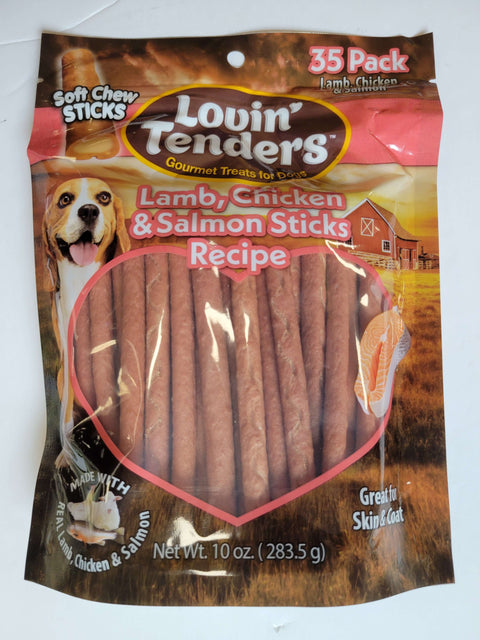 35 Pack
Lamb, Chicken
& Salmon
Soft Chew
STICKS
Lovin'
Tenders™
Gourmet Treats for Dogs
Lamb, Chicken
& Salmon Sticks
Recipe
MADE WITH
REAL Lamb, Chicken & Salmon
Great for
Skin & Coat
Net Wt. 10 oz. (283.5 g)